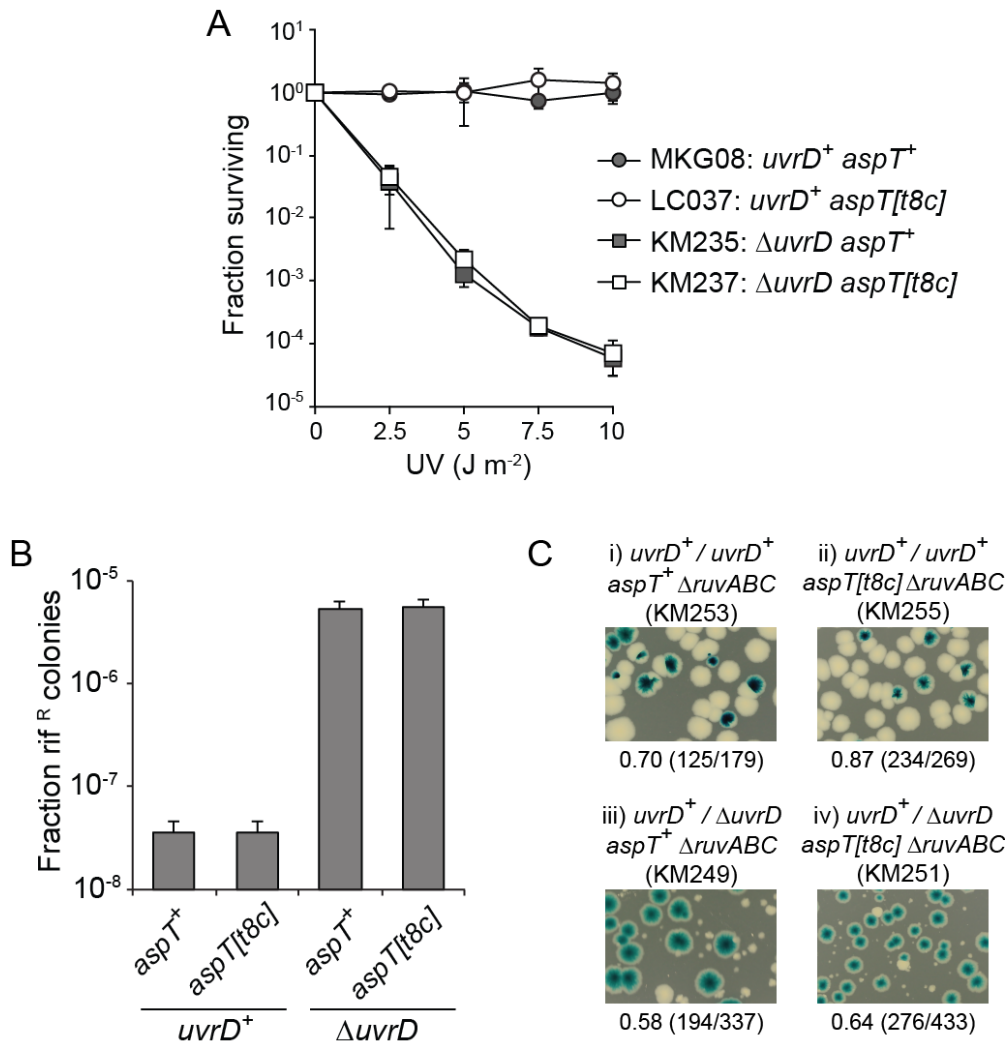 A
Fraction surviving
10^1
10^0
10^-1
10^-2
10^-3
10^-4
10^-5
0 2.5 5 7.5 10
UV (J m^-2)
MKG08: uvrD^+ aspT^+
LC037: uvrD^+ aspT[t8c]
KM235: ΔuvrD aspT^+
KM237: ΔuvrD aspT[t8c]
B
Fraction rif^R colonies
10^-5
10^-6
10^-7
10^-8
aspT^+ aspT[t8c] aspT^+ aspT[t8c]
uvrD^+ ΔuvrD
C
i) uvrD^+ / uvrD^+
aspT^+ ΔruvABC
(KM253)
0.70 (125/179)
ii) uvrD^+ / uvrD^+
aspT[t8c] ΔruvABC
(KM255)
0.87 (234/269)
iii) uvrD^+ / ΔuvrD
aspT^+ ΔruvABC
(KM249)
0.58 (194/337)
iv) uvrD^+ / ΔuvrD
aspT[t8c] ΔruvABC
(KM251)
0.64 (276/433)